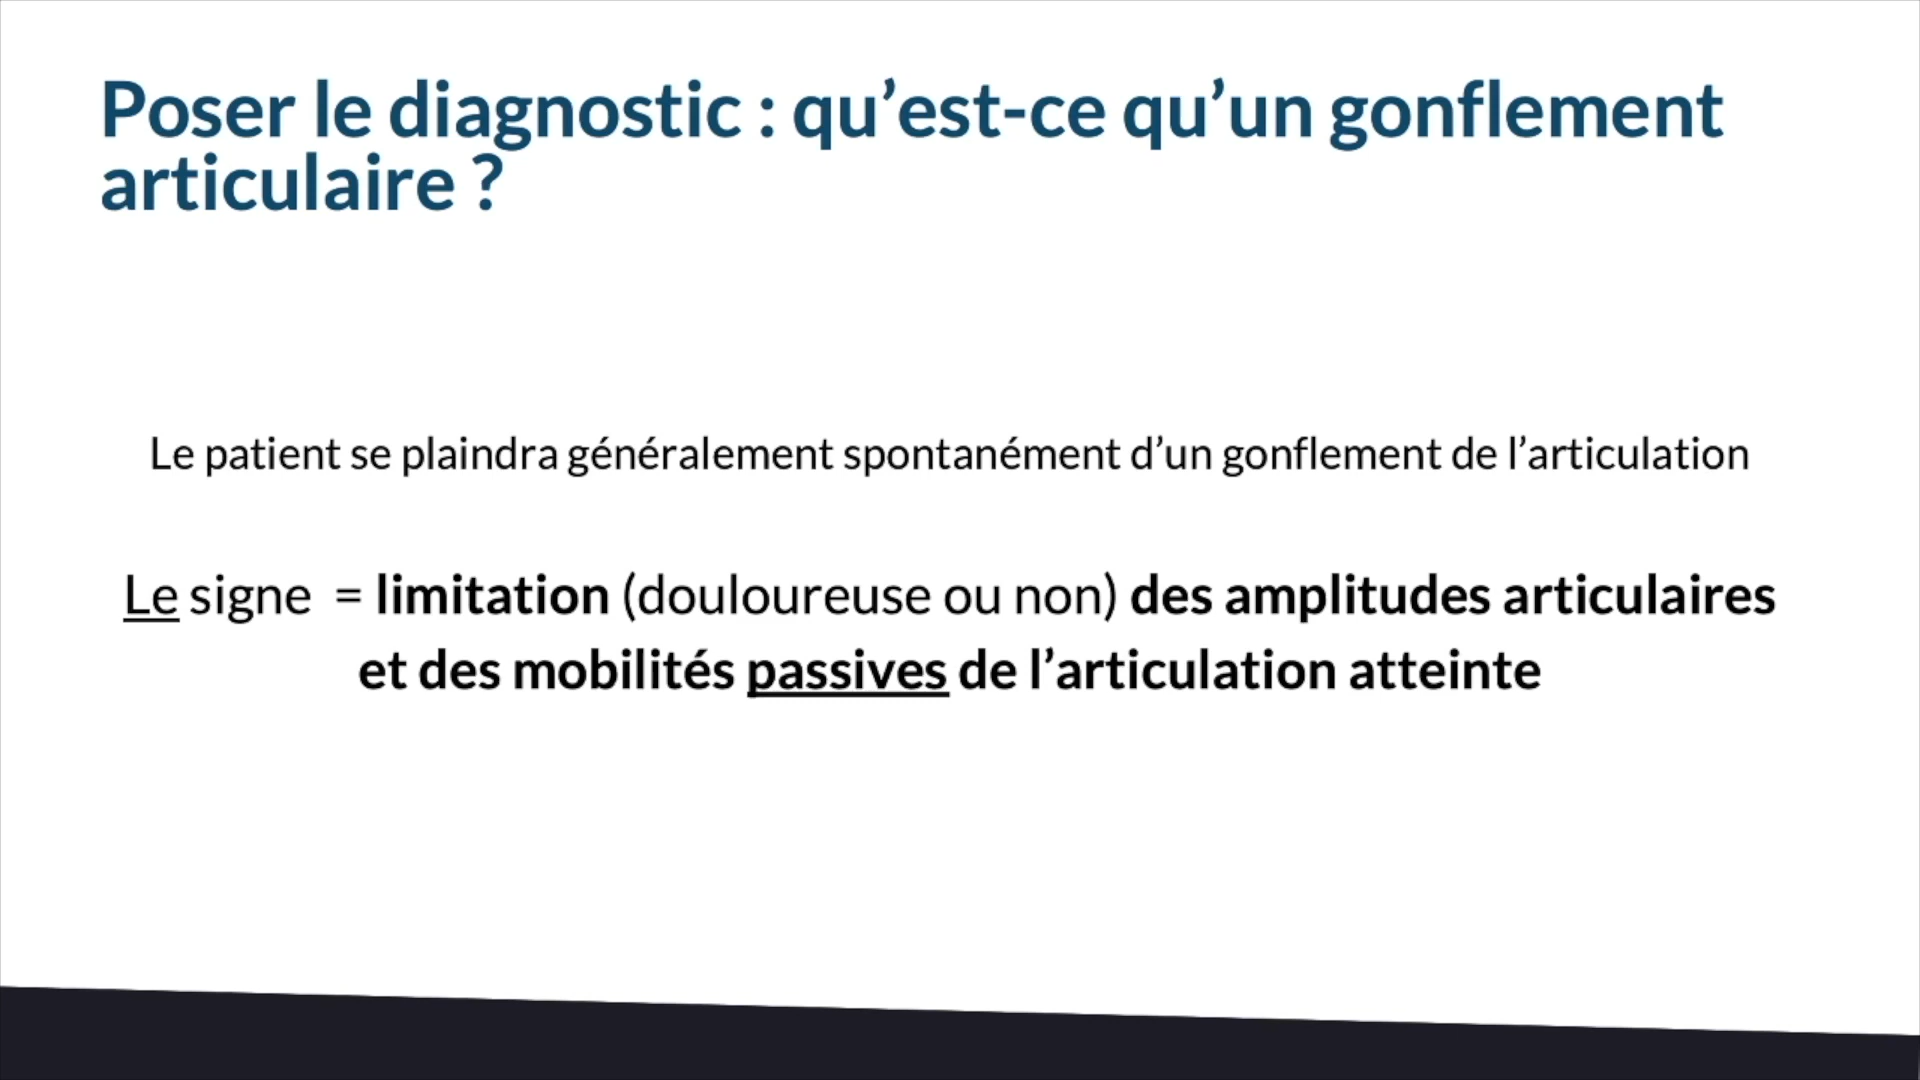 Poser le diagnostic : qu’est-ce qu’un gonflement
articulaire ?
Le patient se plaindra généralement spontanément d’un gonflement de l’articulation
Le signe = limitation (douloureuse ou non) des amplitudes articulaires
et des mobilités passives de l’articulation atteinte